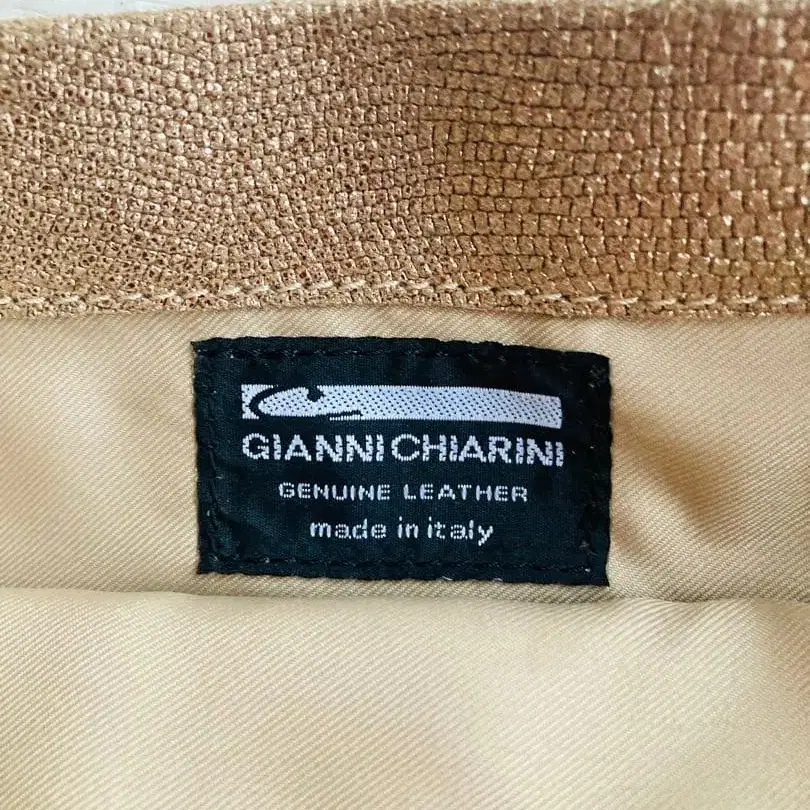 GIANNI CHIARINI
GENUINE LEATHER
made in italy